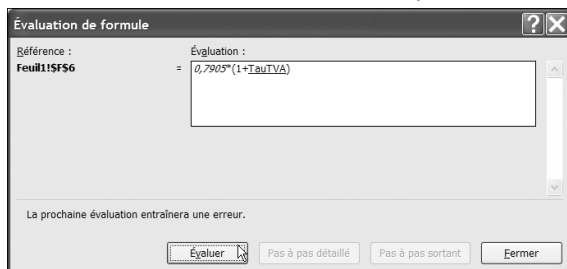 Évaluation de formule
Référence :
Évaluation :
Feuil1!$F$6
= 0,7905*(1+TauTVA)
La prochaine évaluation entraînera une erreur.
Évaluer
Pas à pas détaillé
Pas à pas sortant
Fermer